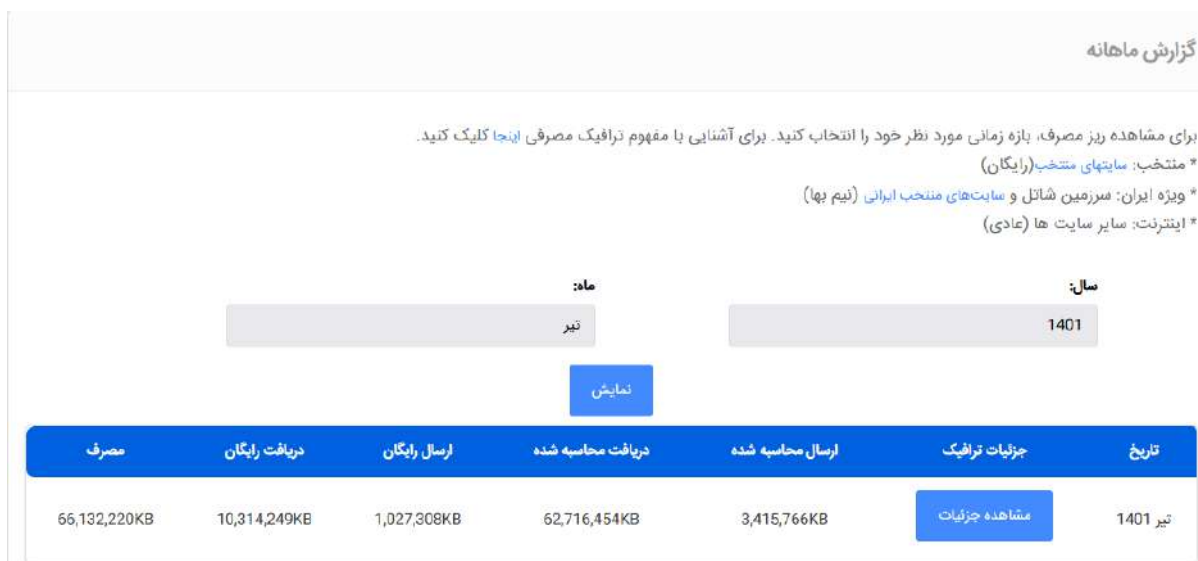 گزارش ماهانه
برای مشاهده ریز مصرف، بازه زمانی مورد نظر خود را انتخاب کنید. برای آشنایی با مفهوم ترافیک مصرفی اینجا کلیک کنید.
* منتخب: سایتهای منتخب(رایگان)
* ویژه ایران: سرزمین شاتل و سایت‌های منتخب ایرانی (نیم بها)
* اینترنت: سایر سایت ها (عادی)
سال: ماه:
1401 تیر
نمایش
تاریخ جزئیات ترافیک ارسال محاسبه شده دریافت محاسبه شده ارسال رایگان دریافت رایگان مصرف
تیر 1401 مشاهده جزئیات 3,415,766KB 62,716,454KB 1,027,308KB 10,314,249KB 66,132,220KB